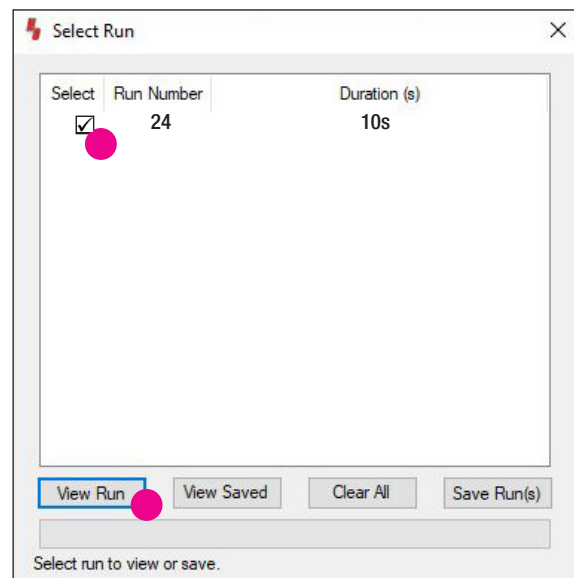 Select Run
Select Run Number Duration (s)
24 10s
View Run View Saved Clear All Save Run(s)
Select run to view or save.